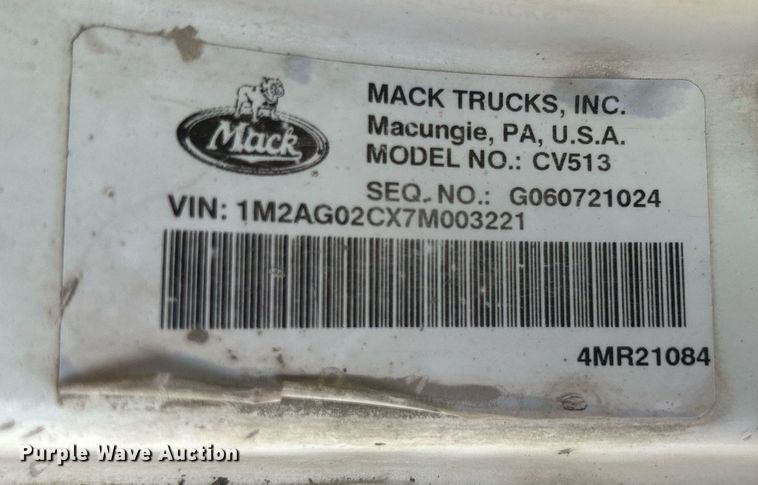 Mack
MACK TRUCKS, INC.
Macungie, PA, U.S.A.
MODEL NO.: CV513
SEQ. NO.: G060721024
VIN: 1M2AG02CX7M003221
4MR21084
Purple Wave Auction